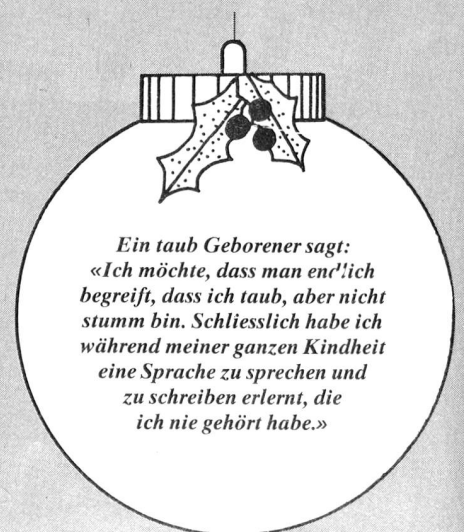 Ein taub Geborener sagt:
«Ich möchte, dass man endlich
begreift, dass ich taub, aber nicht
stumm bin. Schliesslich habe ich
während meiner ganzen Kindheit
eine Sprache zu sprechen und
zu schreiben erlernt, die
ich nie gehört habe.»